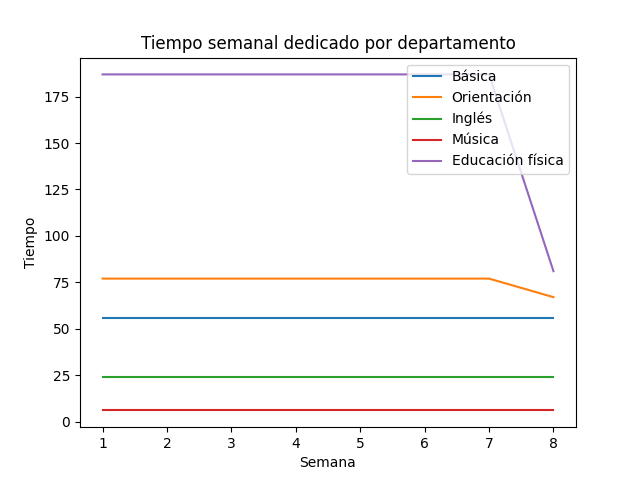 Tiempo semanal dedicado por departamento
Básica
Orientación
Inglés
Música
Educación física
Tiempo
175
150
125
100
75
50
25
0
1 2 3 4 5 6 7 8
Semana